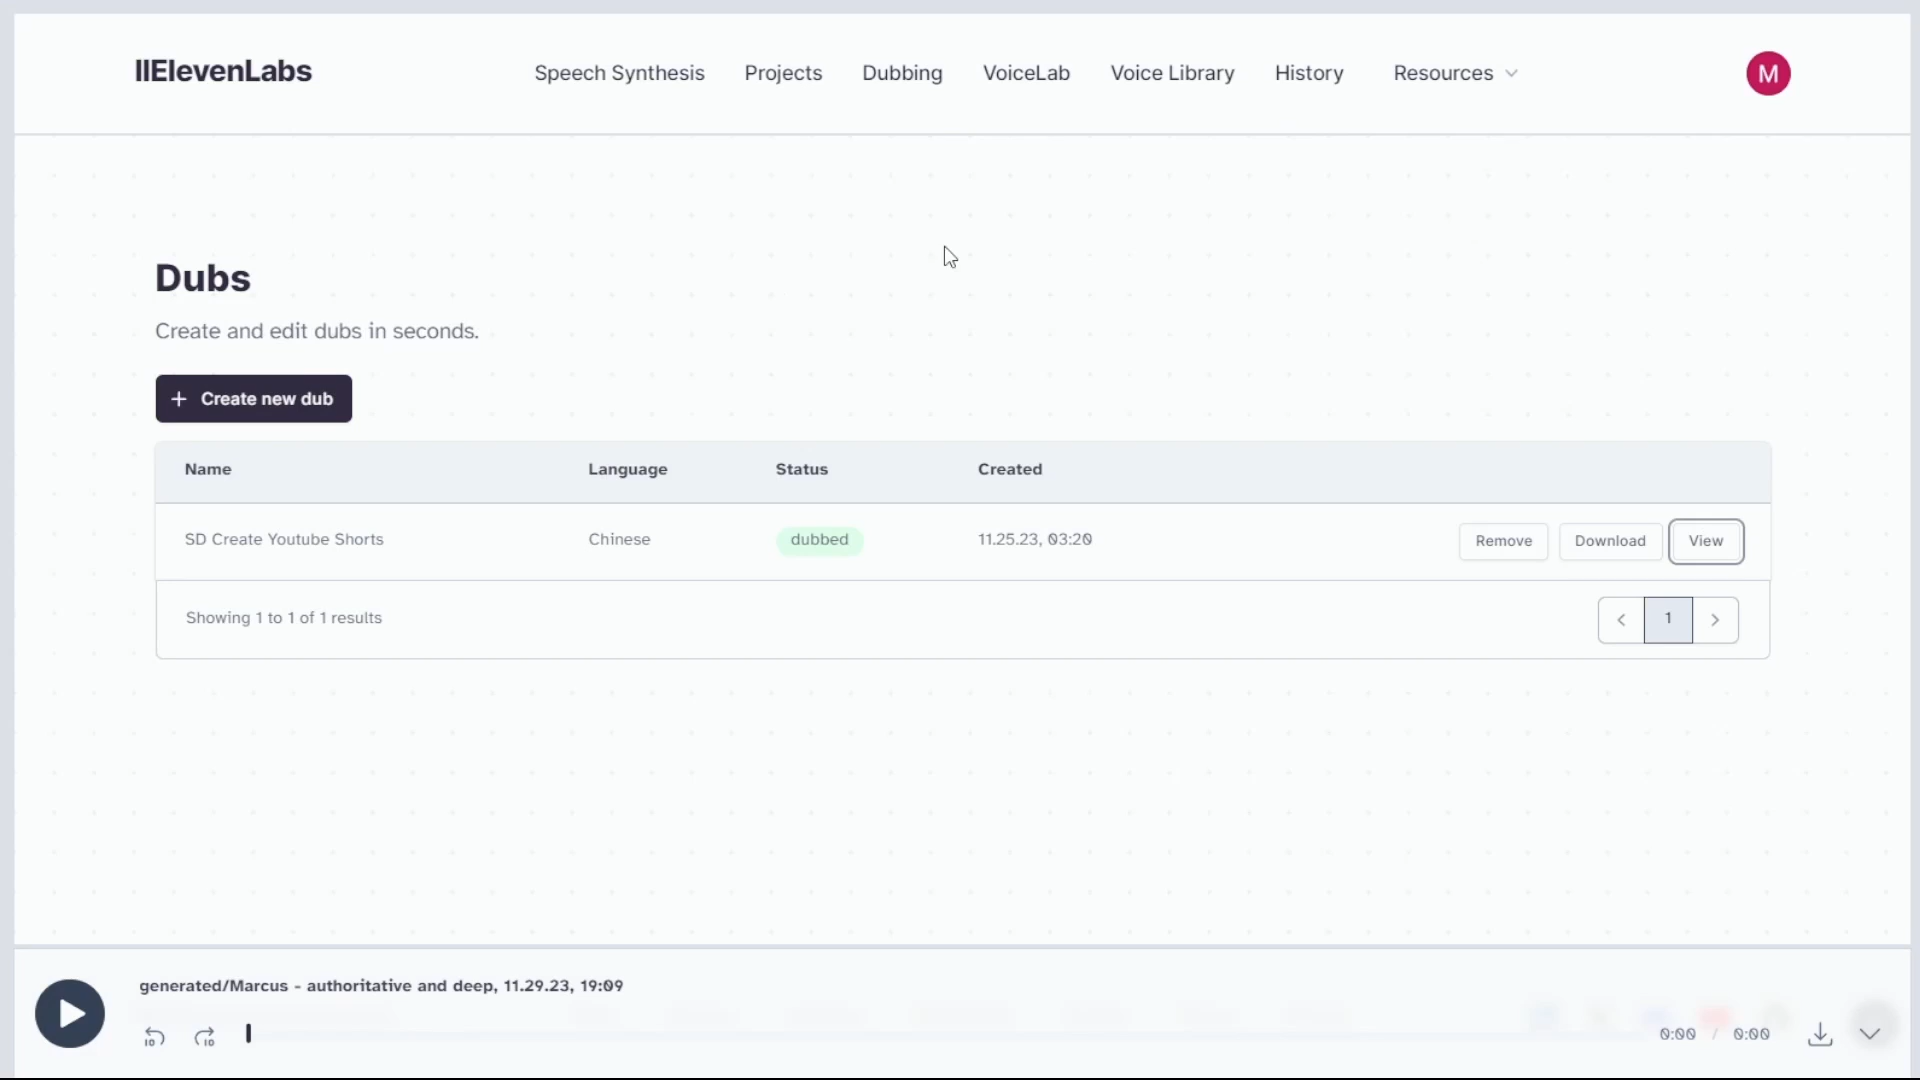 IIElevenLabs
Speech Synthesis Projects Dubbing VoiceLab Voice Library History Resources
M
Dubs
Create and edit dubs in seconds.
+ Create new dub
Name Language Status Created
SD Create Youtube Shorts Chinese dubbed 11.25.23, 03:20 Remove Download View
Showing 1 to 1 of 1 results
1
generated/Marcus - authoritative and deep, 11.29.23, 19:09
10 10 0:00 / 0:00